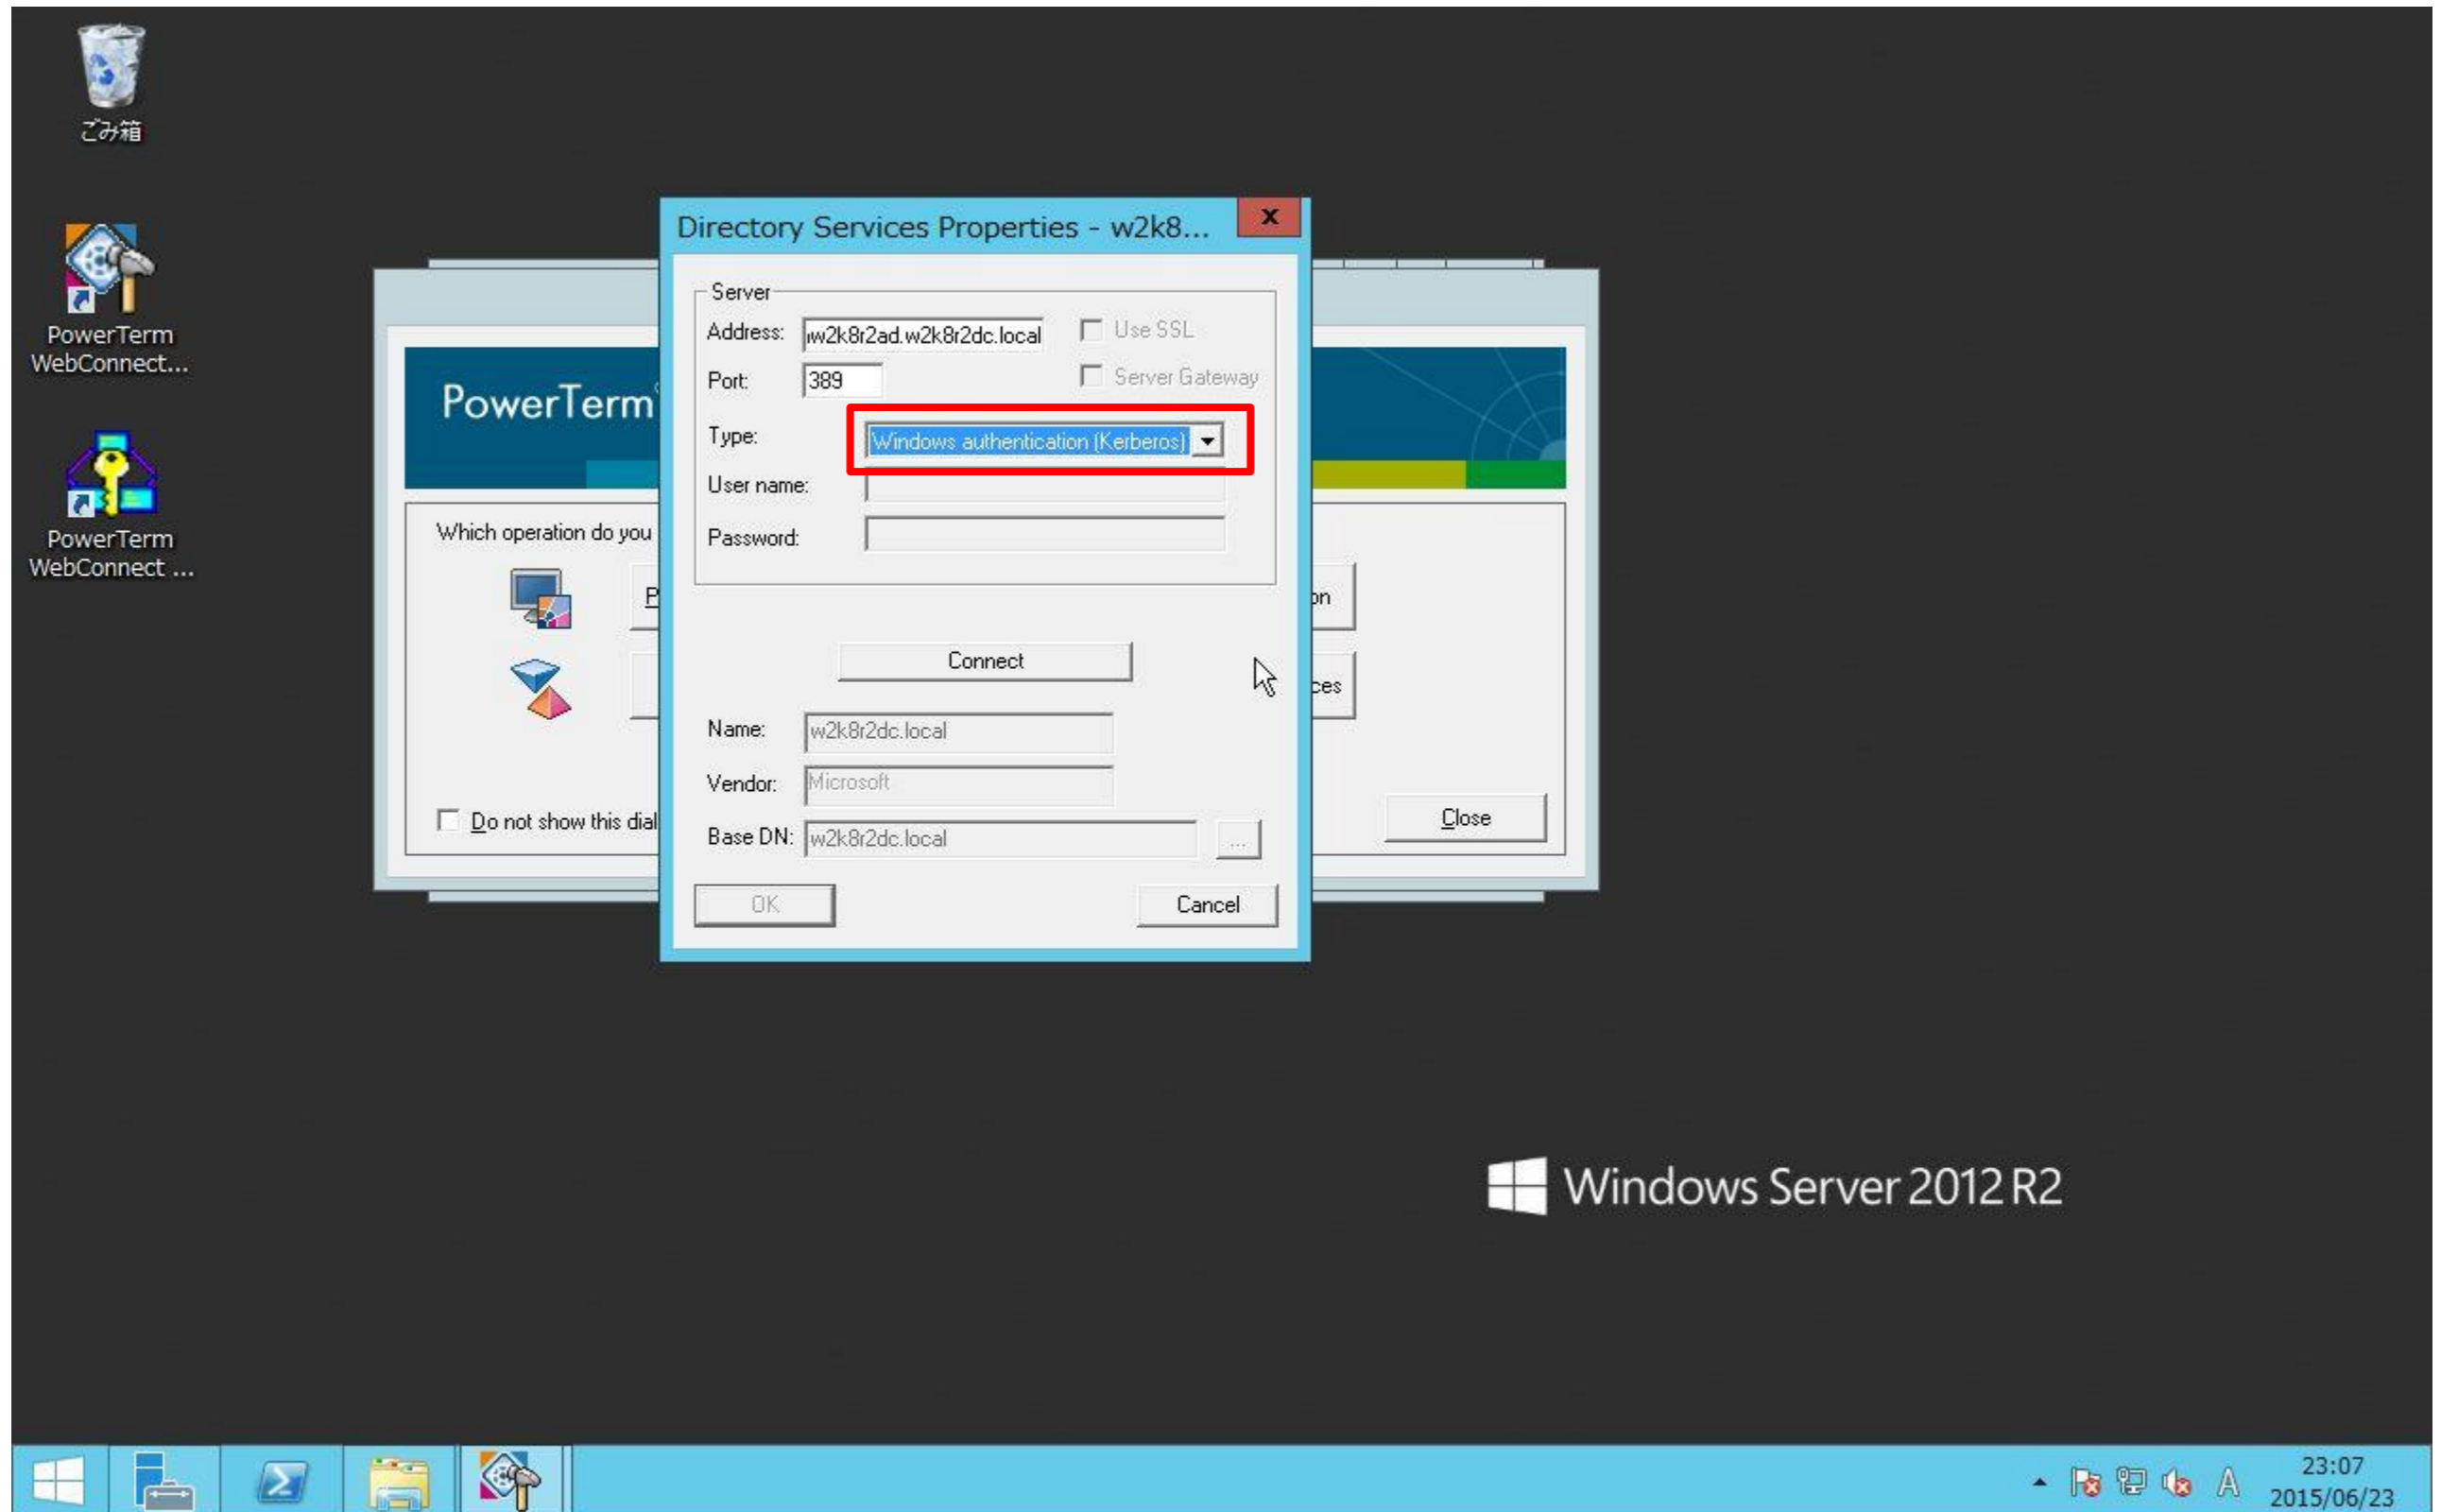 ごみ箱
PowerTerm
WebConnect...
PowerTerm
WebConnect ...
Directory Services Properties - w2k8...
x
Server
Address:
w2k8r2ad.w2k8r2dc.local
Use SSL
Port:
389
Server Gateway
Type:
Windows authentication (Kerberos)
User name:
Password:
Connect
Name:
w2k8r2dc.local
Vendor:
Microsoft
Base DN:
w2k8r2dc.local
...
OK
Cancel
PowerTerm
Which operation do you
P
on
ces
Do not show this dial
Close
Windows Server 2012 R2
A
23:07
2015/06/23